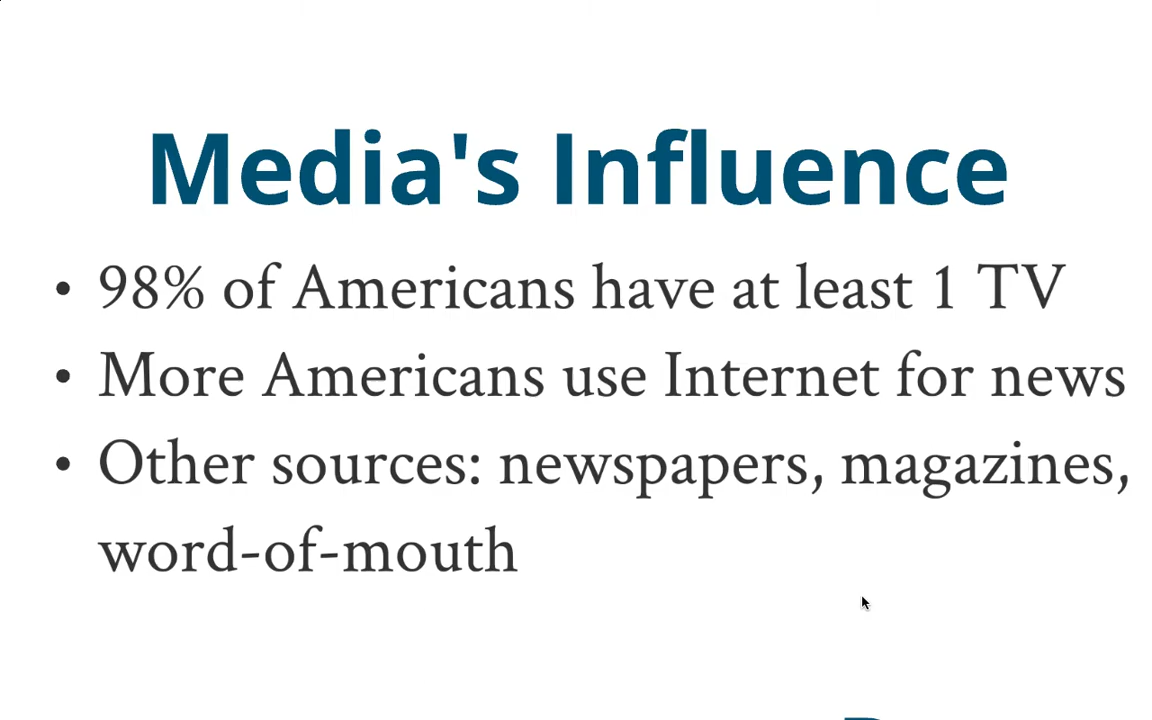 Media's Influence
• 98% of Americans have at least 1 TV
• More Americans use Internet for news
• Other sources: newspapers, magazines,
word-of-mouth